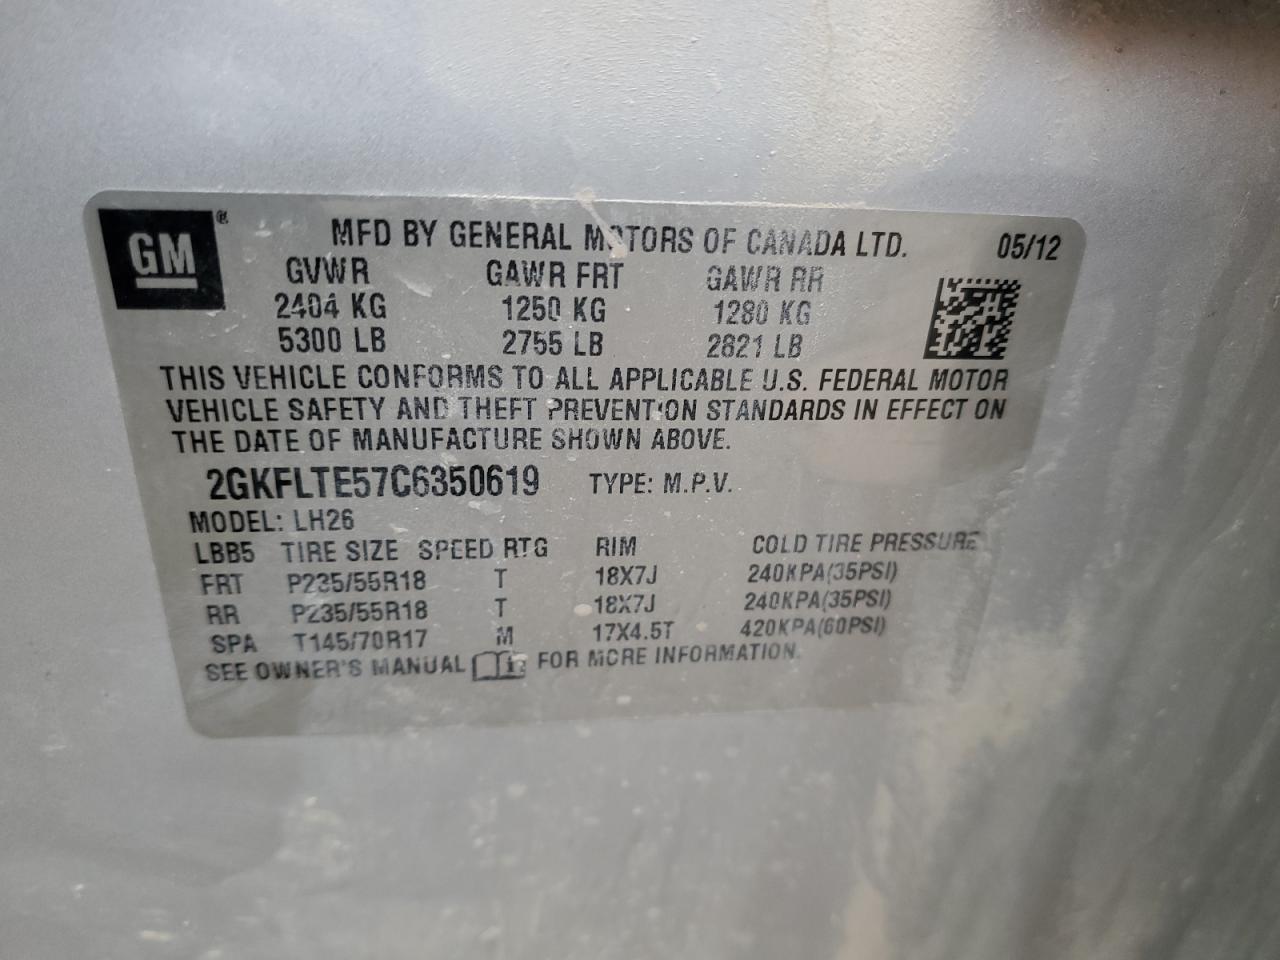 GM®
MFD BY GENERAL MOTORS OF CANADA LTD. 05/12
GVWR GAWR FRT GAWR RR
2404 KG 1250 KG 1280 KG
5300 LB 2755 LB 2821 LB
THIS VEHICLE CONFORMS TO ALL APPLICABLE U.S. FEDERAL MOTOR
VEHICLE SAFETY AND THEFT PREVENTION STANDARDS IN EFFECT ON
THE DATE OF MANUFACTURE SHOWN ABOVE.
2GKFLTE57C6350619 TYPE: M.P.V.
MODEL: LH26
LBB5 TIRE SIZE SPEED RTG RIM COLD TIRE PRESSURE
FRT P235/55R18 T 18X7J 240KPA(35PSI)
RR P235/55R18 T 18X7J 240KPA(35PSI)
SPA T145/70R17 M 17X4.5T 420KPA(60PSI)
SEE OWNER'S MANUAL FOR MORE INFORMATION.